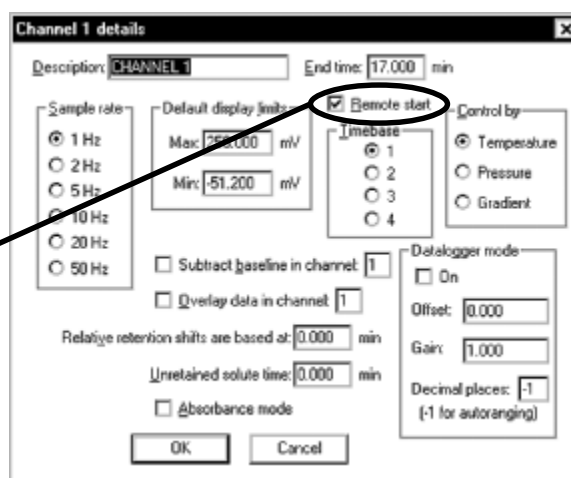 Channel 1 details
Description: CHANNEL 1 End time: 17.000 min
Sample rate
1 Hz
2 Hz
5 Hz
10 Hz
20 Hz
50 Hz
Default display limits
Max: mV
Min: -51.200 mV
Remote start
Timebase
1
2
3
4
Control by
Temperature
Pressure
Gradient
Subtract baseline in channel: 1
Overlay data in channel: 1
Relative retention shifts are based at: 0.000 min
Unretained solute time: 0.000 min
Absorbance mode
Datalogger mode
On
Offset: 0.000
Gain: 1.000
Decimal places: -1
(-1 for autoranging)
OK Cancel